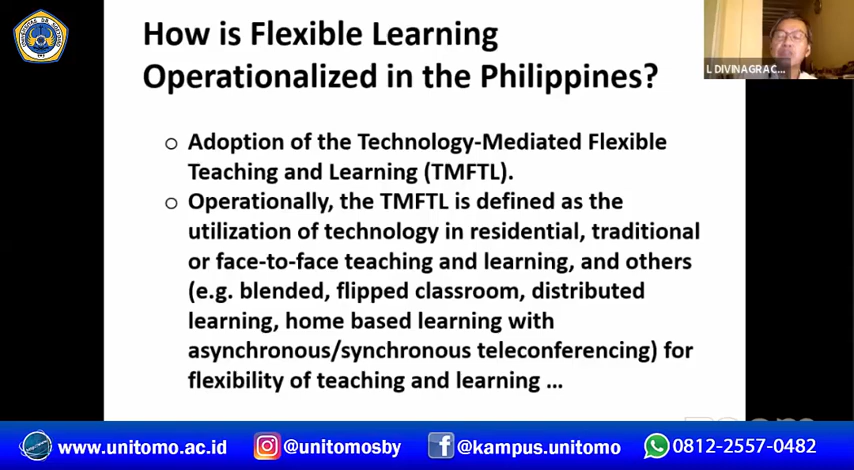 How is Flexible Learning
Operationalized in the Philippines?
L DIVINAGRAC...
Adoption of the Technology-Mediated Flexible
Teaching and Learning (TMFTL).
Operationally, the TMFTL is defined as the
utilization of technology in residential, traditional
or face-to-face teaching and learning, and others
(e.g. blended, flipped classroom, distributed
learning, home based learning with
asynchronous/synchronous teleconferencing) for
flexibility of teaching and learning ...
www.unitomo.ac.id @unitomosby @kampus.unitomo 0812-2557-0482